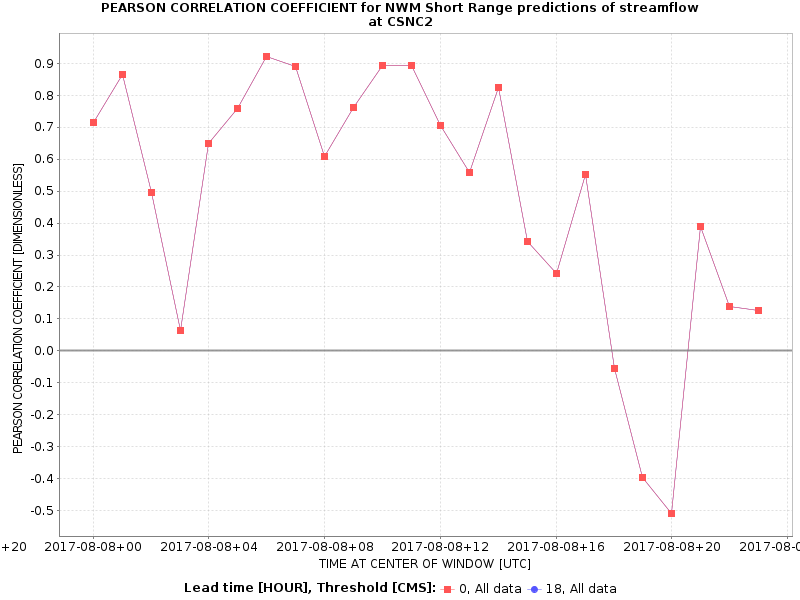 PEARSON CORRELATION COEFFICIENT for NWM Short Range predictions of streamflow
at CSNC2
PEARSON CORRELATION COEFFICIENT [DIMENSIONLESS]
0.9
0.8
0.7
0.6
0.5
0.4
0.3
0.2
0.1
0.0
-0.1
-0.2
-0.3
-0.4
-0.5
+20 2017-08-08+00 2017-08-08+04 2017-08-08+08 2017-08-08+12 2017-08-08+16 2017-08-08+20 2017-08-0
TIME AT CENTER OF WINDOW [UTC]
Lead time [HOUR], Threshold [CMS]: 0, All data 18, All data